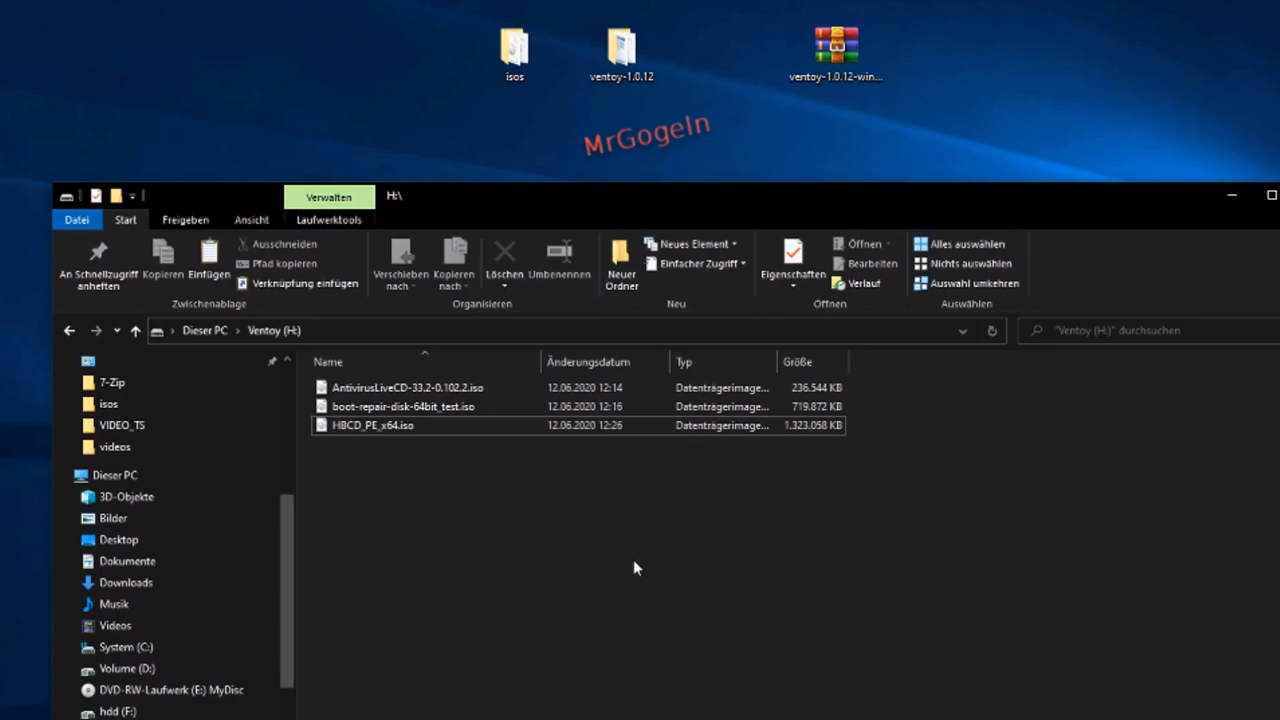 isos
ventoy-1.0.12
ventoy-1.0.12-win...
MrGogeln
Verwalten
H:\
Datei
Start
Freigeben
Ansicht
Laufwerktools
An Schnellzugriff anheften
Kopieren
Einfügen
Ausschneiden
Pfad kopieren
Verknüpfung einfügen
Zwischenablage
Verschieben nach
Kopieren nach
Löschen
Umbenennen
Organisieren
Neuer Ordner
Neues Element
Einfacher Zugriff
Neu
Eigenschaften
Öffnen
Bearbeiten
Verlauf
Öffnen
Alles auswählen
Nichts auswählen
Auswahl umkehren
Auswählen
Dieser PC > Ventoy (H:)
"Ventoy (H:)" durchsuchen
Name Änderungsdatum Typ Größe
AntivirusLiveCD-33.2-0.102.2.iso 12.06.2020 12:14 Datenträgerimage... 236.544 KB
boot-repair-disk-64bit_test.iso 12.06.2020 12:16 Datenträgerimage... 719.872 KB
HBCD_PE_x64.iso 12.06.2020 12:26 Datenträgerimage... 1.323.058 KB
7-Zip
isos
VIDEO_TS
videos
Dieser PC
3D-Objekte
Bilder
Desktop
Dokumente
Downloads
Musik
Videos
System (C:)
Volume (D:)
DVD-RW-Laufwerk (E:) MyDisc
hdd (F:)